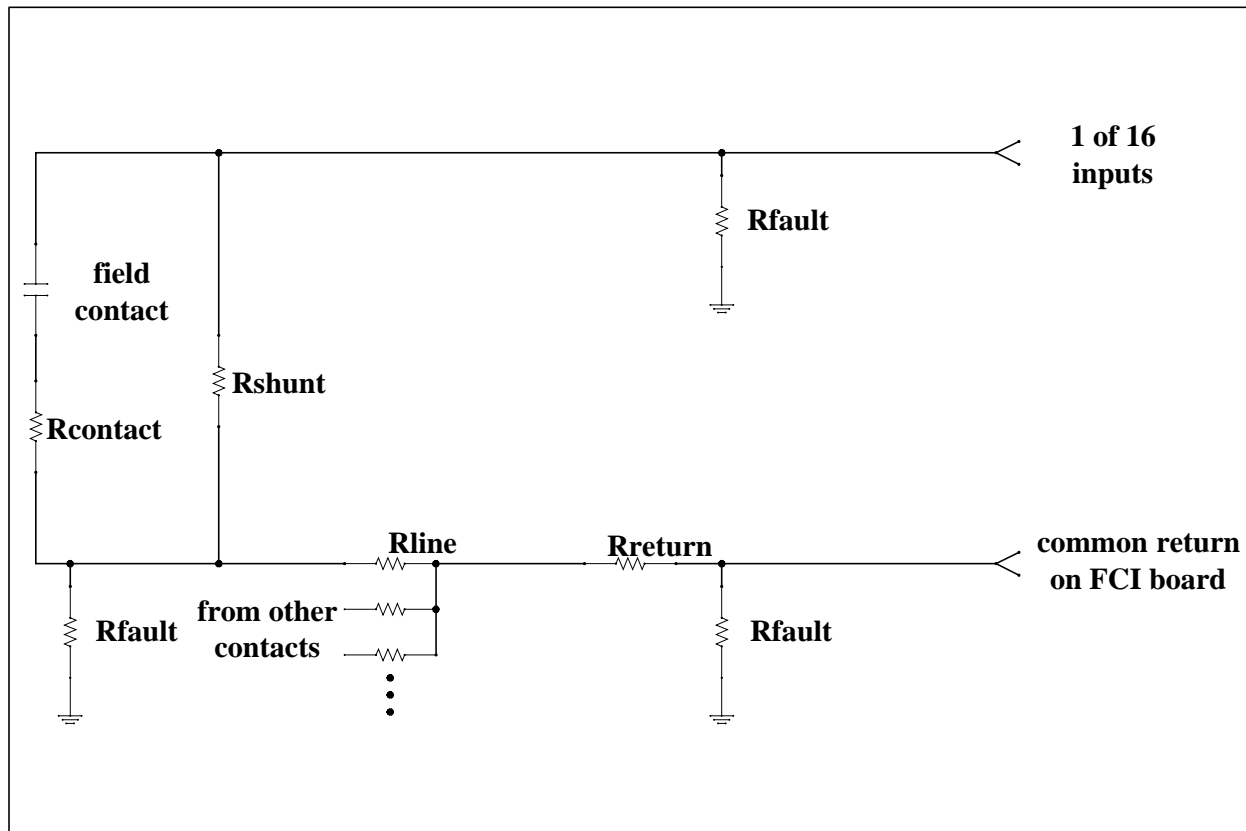 1 of 16
inputs
Rfault
field
contact
Rshunt
Rcontact
Rline
Rreturn
common return
on FCI board
from other
contacts
Rfault
Rfault